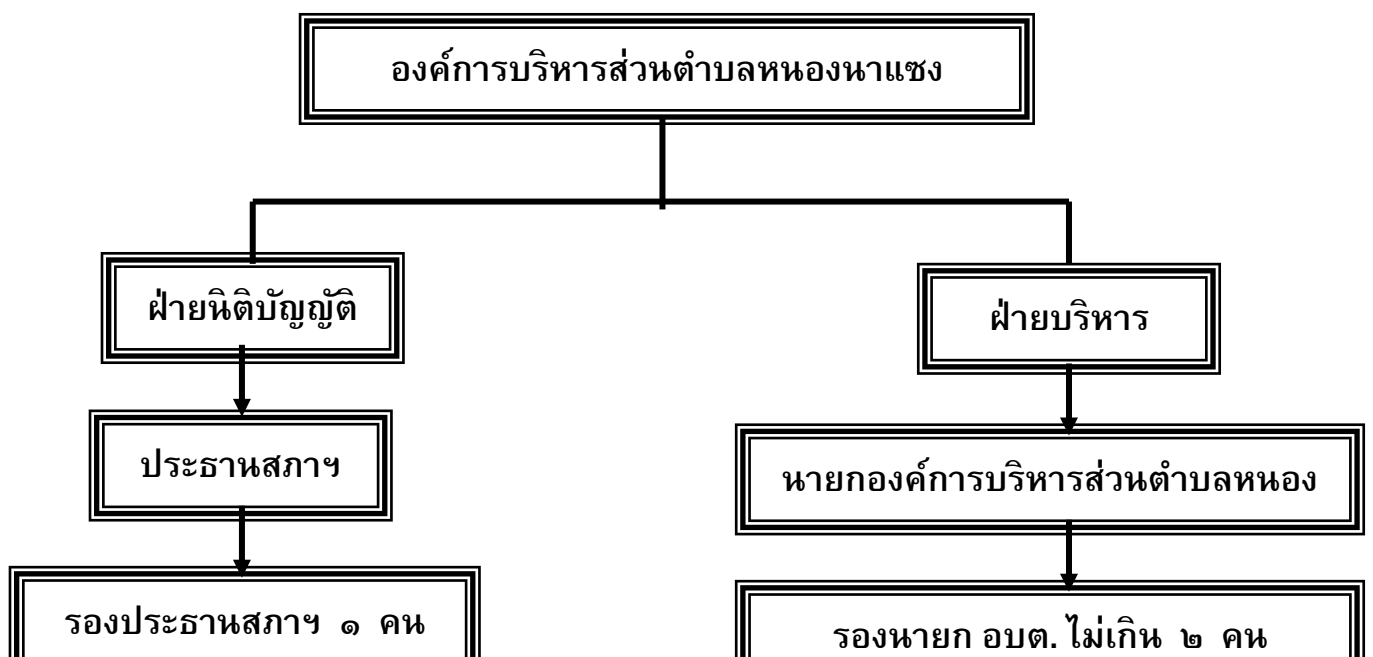 องค์การบริหารส่วนตำบลหนองนาแซง
ฝ่ายนิติบัญญัติ
ฝ่ายบริหาร
ประธานสภาฯ
นายกองค์การบริหารส่วนตำบลหนอง
รองประธานสภาฯ ๑ คน
รองนายก อบต. ไม่เกิน ๒ คน